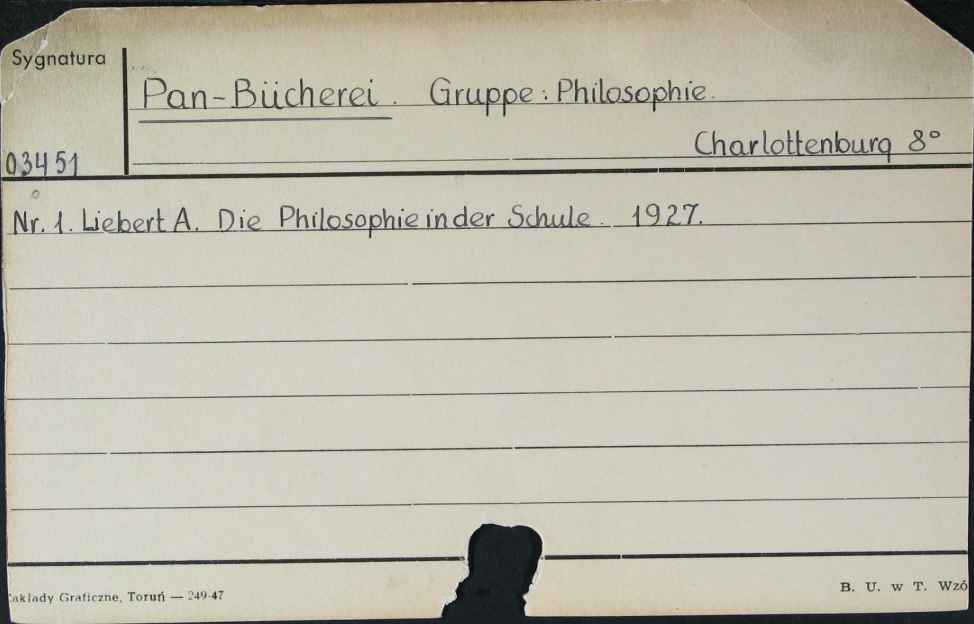 Sygnatura
Pan-Bücherei. Gruppe: Philosophie.
Charlottenburg 8°
03451
Nr. 1. Liebert A. Die Philosophie in der Schule. 1927.
Zakłady Graficzne, Toruń — 249-47
B. U. w T. Wzó